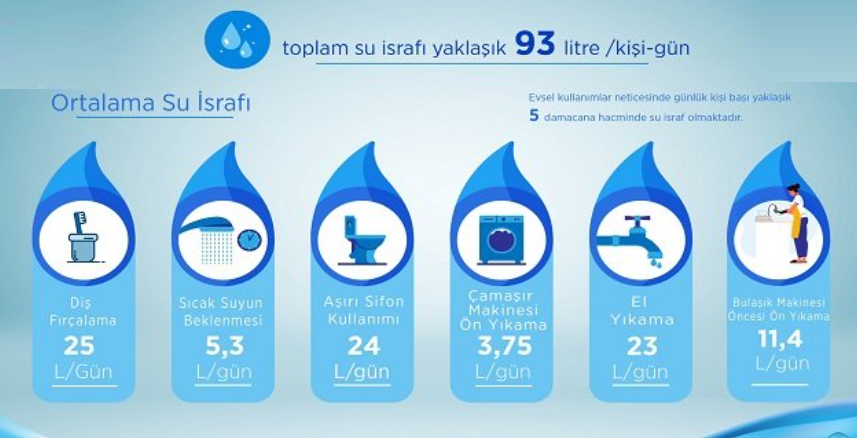 toplam su israfı yaklaşık 93 litre /kişi-gün
Ortalama Su İsrafı
Evsel kullanımlar neticesinde günlük kişi başı yaklaşık
5 damacana hacminde su israf olmaktadır.
Diş
Fırçalama
25
L/Gün
Sıcak Suyun
Beklenmesi
5,3
L/gün
Aşırı Sifon
Kullanımı
24
L/gün
Çamaşır
Makinesi
Ön Yıkama
3,75
L/gün
El
Yıkama
23
L/gün
Bulaşık Makinesi
Öncesi Ön Yıkama
11,4
L/gün